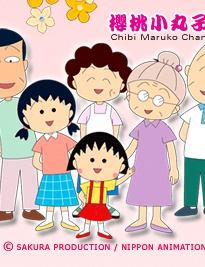 櫻桃小丸子
Chibi Maruko Chan
© SAKURA PRODUCTION / NIPPON ANIMATION